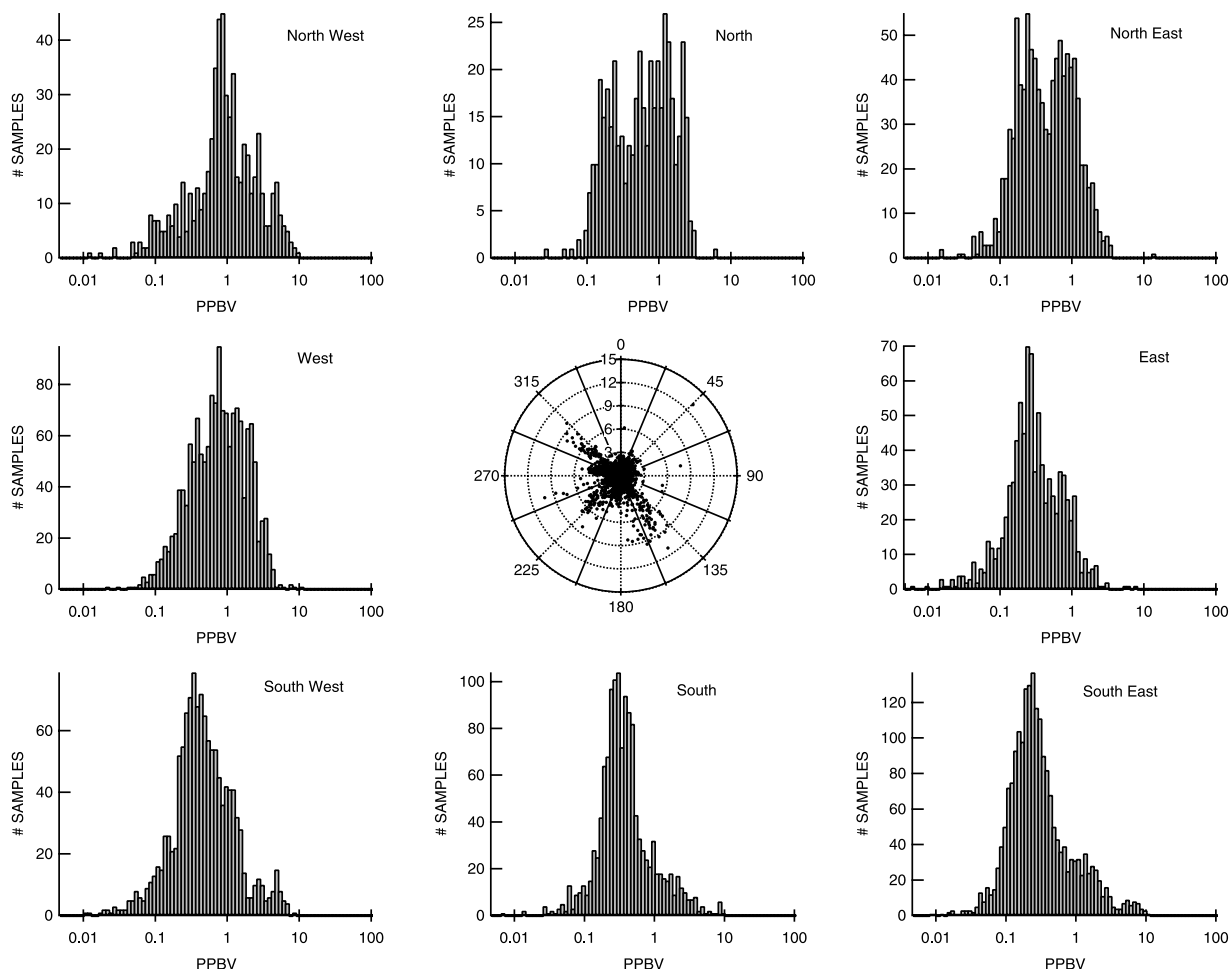 North West
# SAMPLES
40
30
20
10
0
0.01 0.1 1 10 100
PPBV
North
# SAMPLES
25
20
15
10
5
0
0.01 0.1 1 10 100
PPBV
North East
# SAMPLES
50
40
30
20
10
0
0.01 0.1 1 10 100
PPBV
West
# SAMPLES
80
60
40
20
0
0.01 0.1 1 10 100
PPBV
0
15
12
9
6
3
45
90
135
180
225
270
315
East
# SAMPLES
70
60
50
40
30
20
10
0
0.01 0.1 1 10 100
PPBV
South West
# SAMPLES
60
40
20
0
0.01 0.1 1 10 100
PPBV
South
# SAMPLES
100
80
60
40
20
0
0.01 0.1 1 10 100
PPBV
South East
# SAMPLES
120
100
80
60
40
20
0
0.01 0.1 1 10 100
PPBV